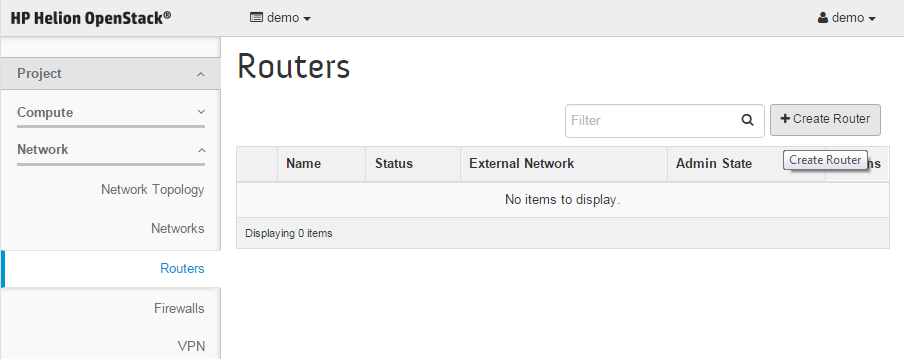 HP Helion OpenStack® demo demo
Project
Compute
Network
Network Topology
Networks
Routers
Firewalls
VPN
Routers
Filter + Create Router
Create Router
Name Status External Network Admin State ns
No items to display.
Displaying 0 items